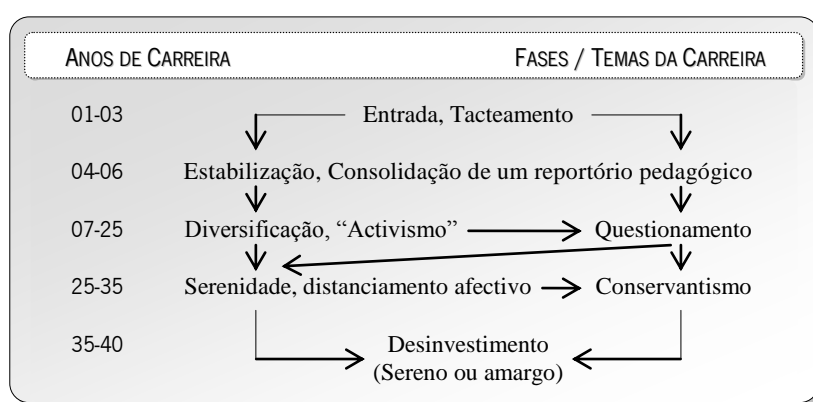 ANOS DE CARREIRA FASES / TEMAS DA CARREIRA
01-03 Entrada, Tacteamento
04-06 Estabilização, Consolidação de um reportório pedagógico
07-25 Diversificação, “Activismo” Questionamento
25-35 Serenidade, distanciamento afectivo Conservantismo
35-40 Desinvestimento
(Sereno ou amargo)